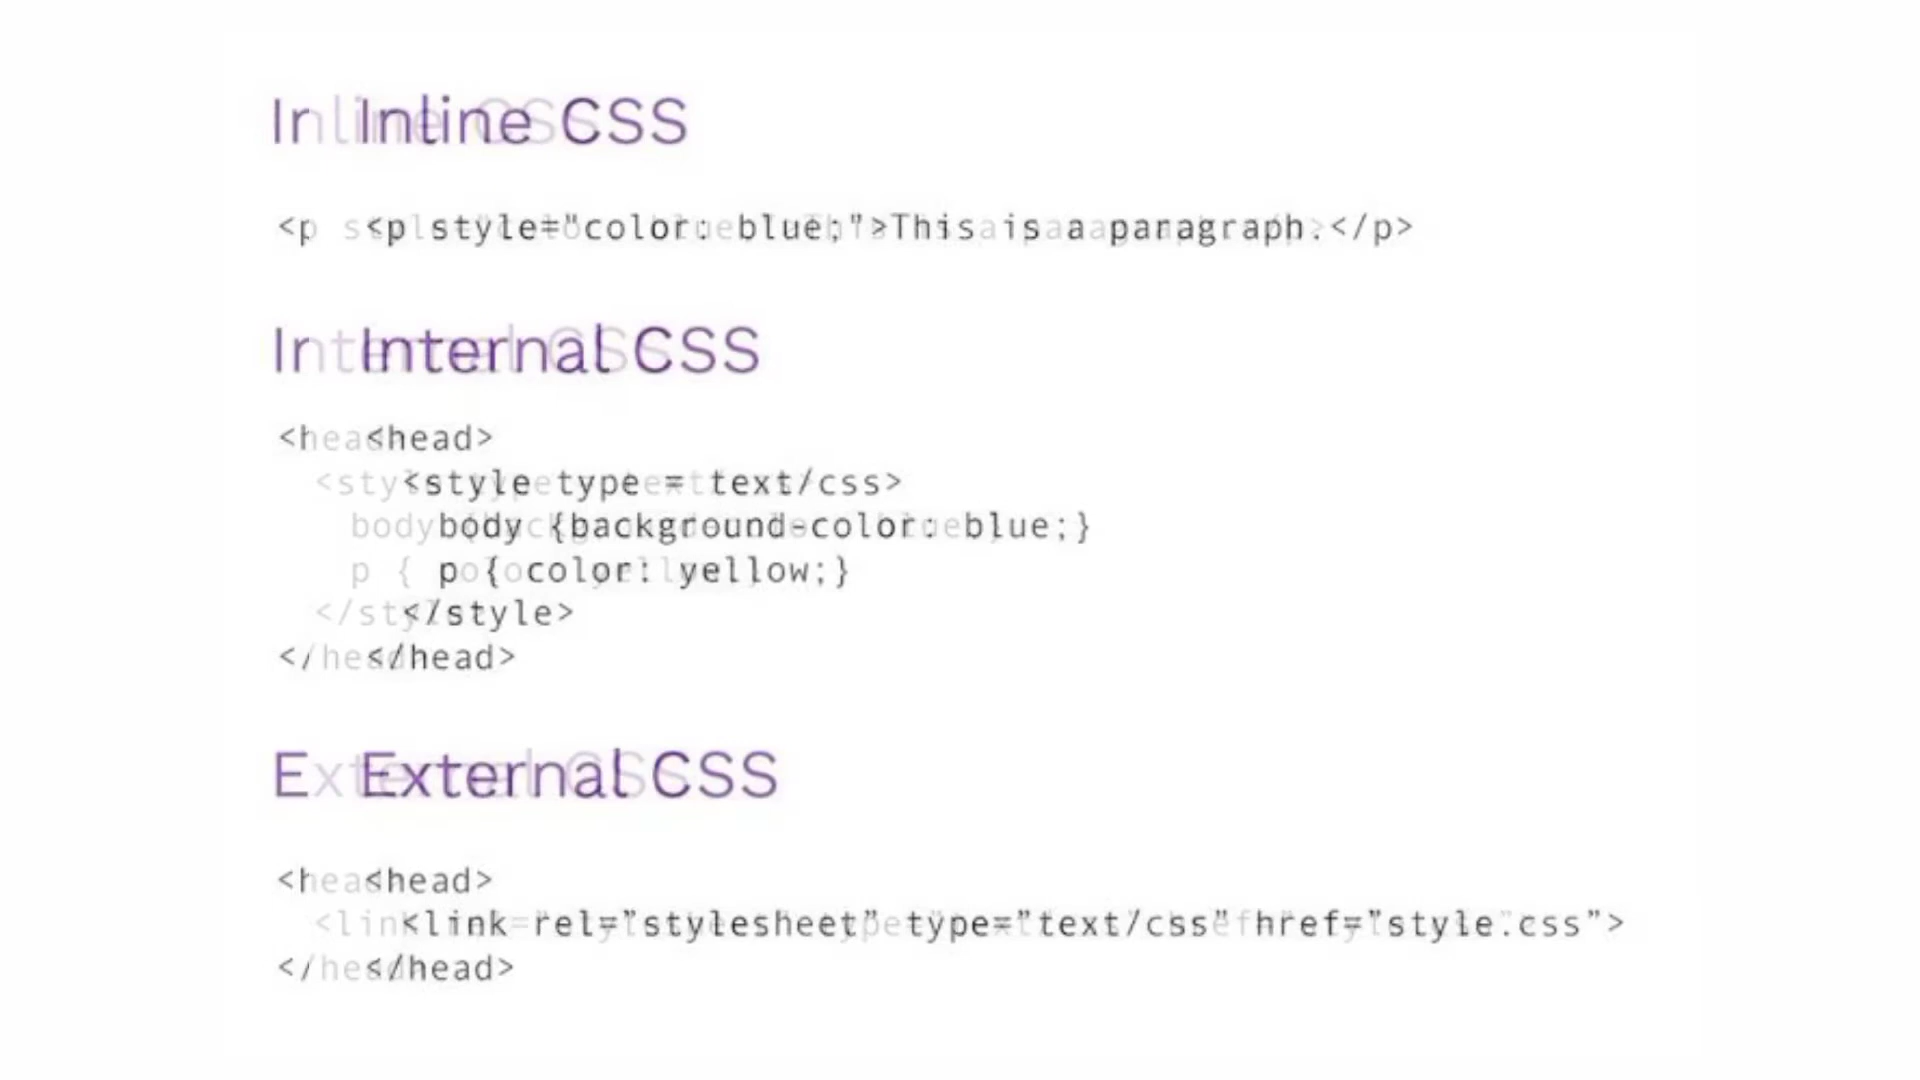 Inline CSS
<p style="color: blue;">This is a paragraph.</p>
Internal CSS
<head>
<style type = text/css>
body {background-color: blue;}
p { color: yellow;}
</style>
</head>
External CSS
<head>
<link rel=”stylesheet” type=”text/css” href=”style.css”>
</head>